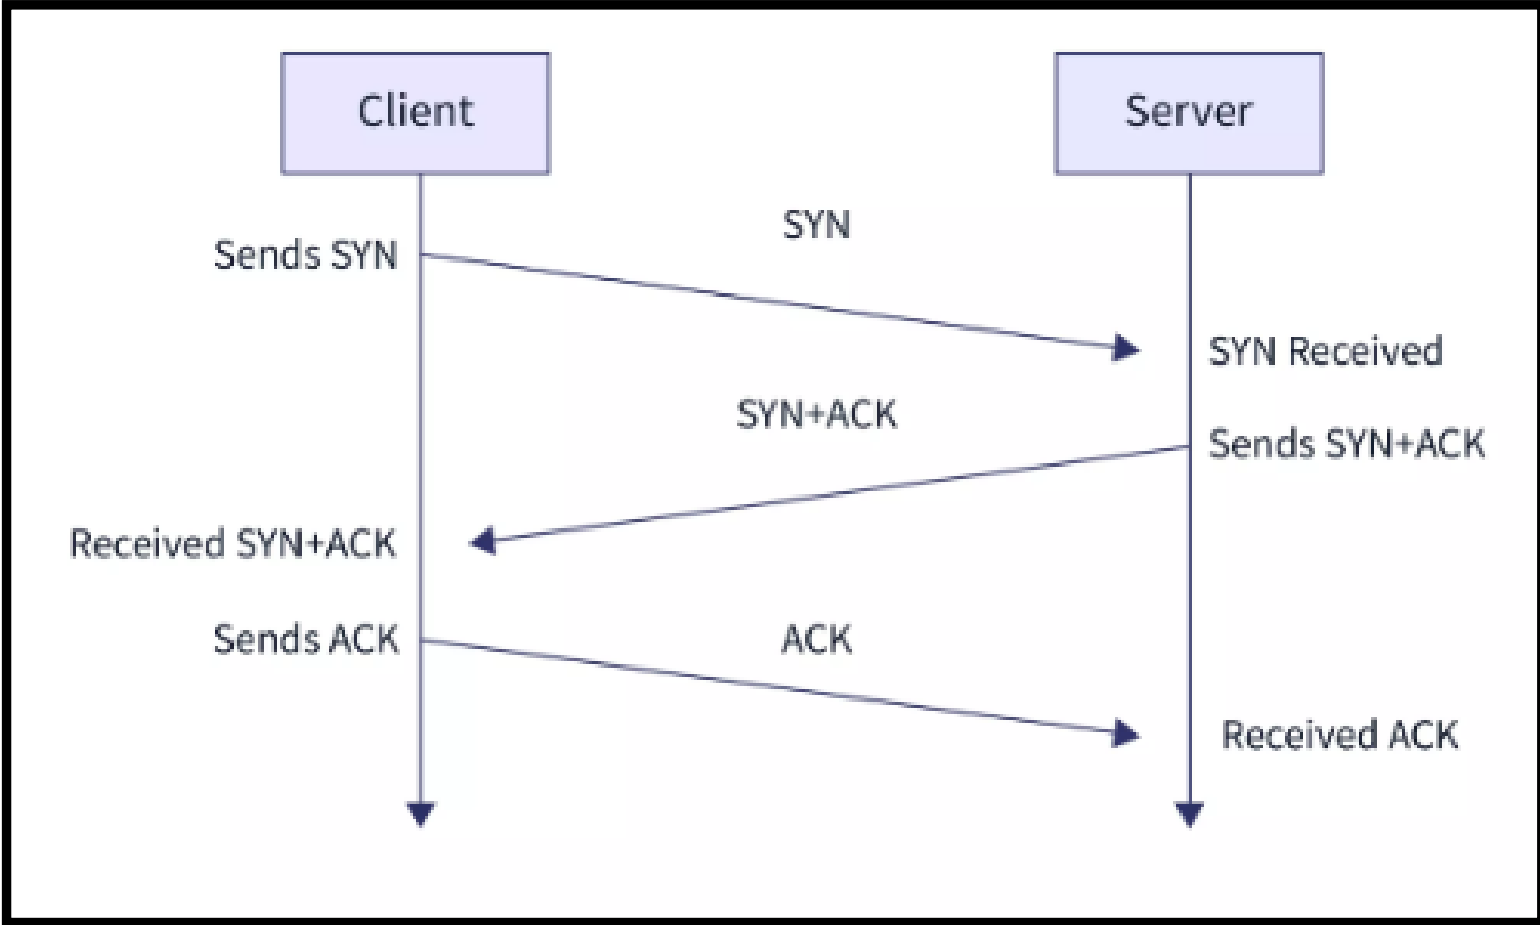 Client
Server
SYN
Sends SYN
SYN Received
SYN+ACK
Sends SYN+ACK
Received SYN+ACK
Sends ACK
ACK
Received ACK